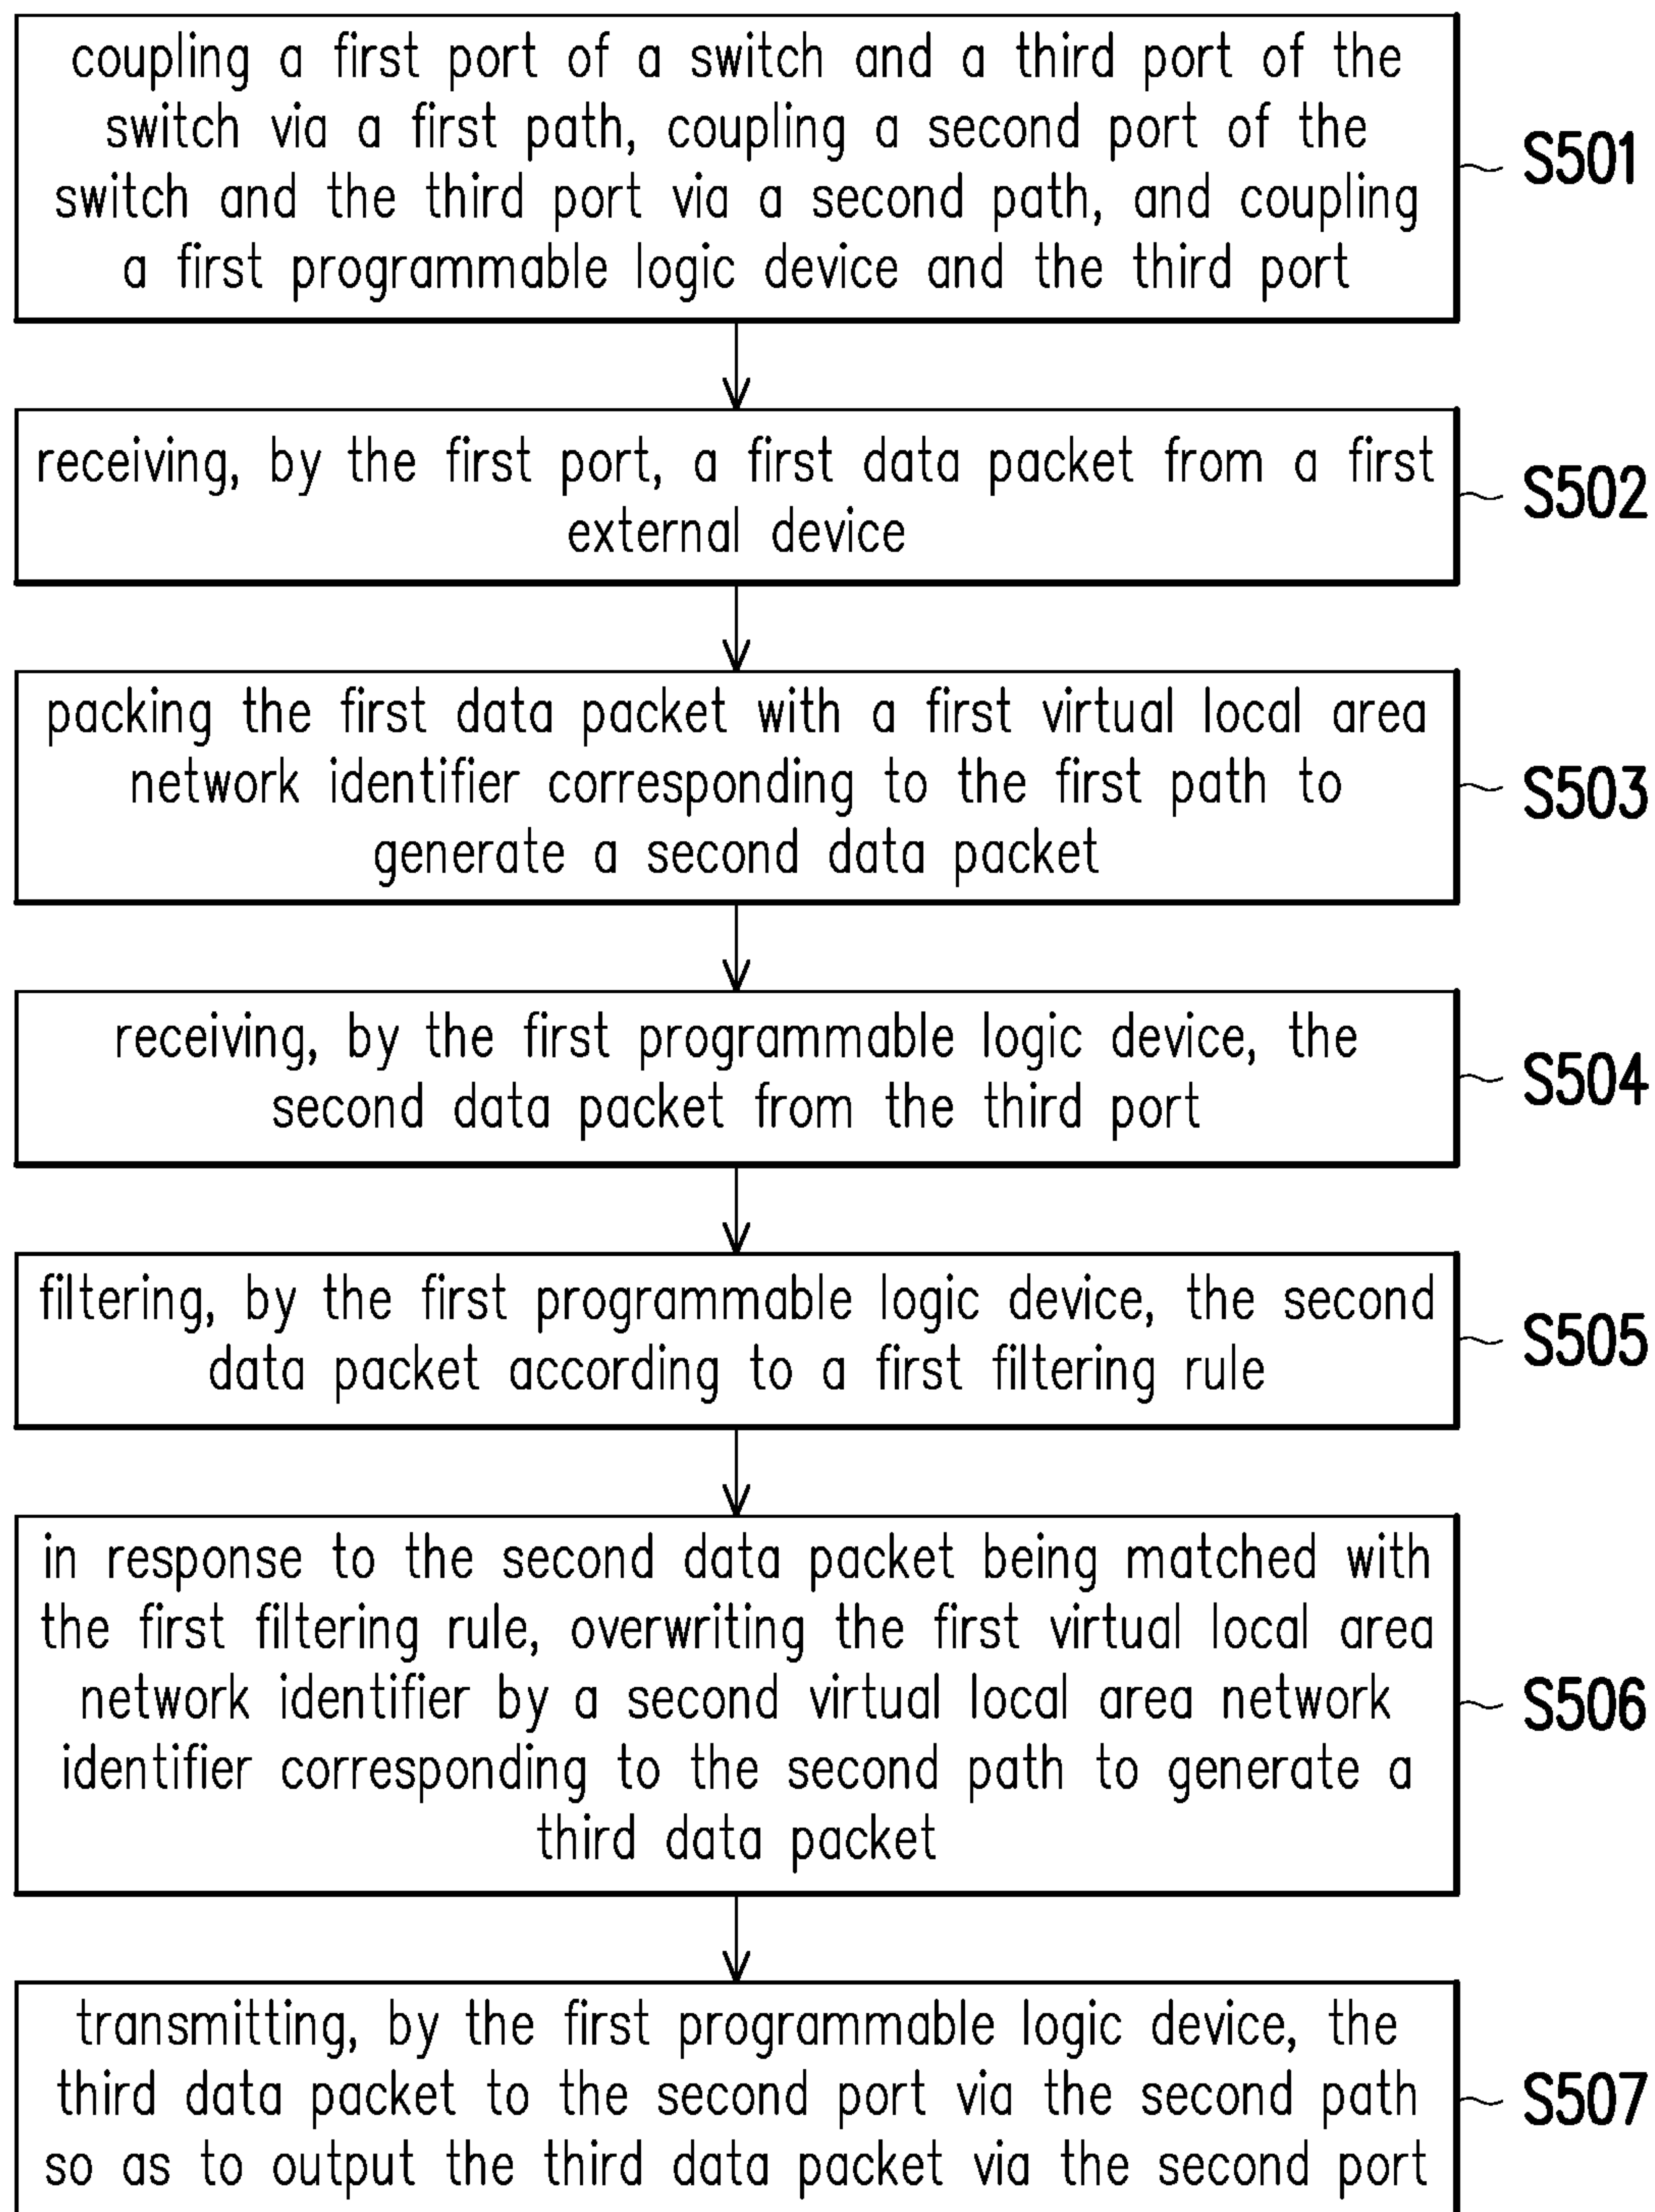 coupling a first port of a switch and a third port of the
switch via a first path, coupling a second port of the
switch and the third port via a second path, and coupling
a first programmable logic device and the third port
S501
receiving, by the first port, a first data packet from a first
external device
S502
packing the first data packet with a first virtual local area
network identifier corresponding to the first path to
generate a second data packet
S503
receiving, by the first programmable logic device, the
second data packet from the third port
S504
filtering, by the first programmable logic device, the second
data packet according to a first filtering rule
S505
in response to the second data packet being matched with
the first filtering rule, overwriting the first virtual local area
network identifier by a second virtual local area network
identifier corresponding to the second path to generate a
third data packet
S506
transmitting, by the first programmable logic device, the
third data packet to the second port via the second path
so as to output the third data packet via the second port
S507